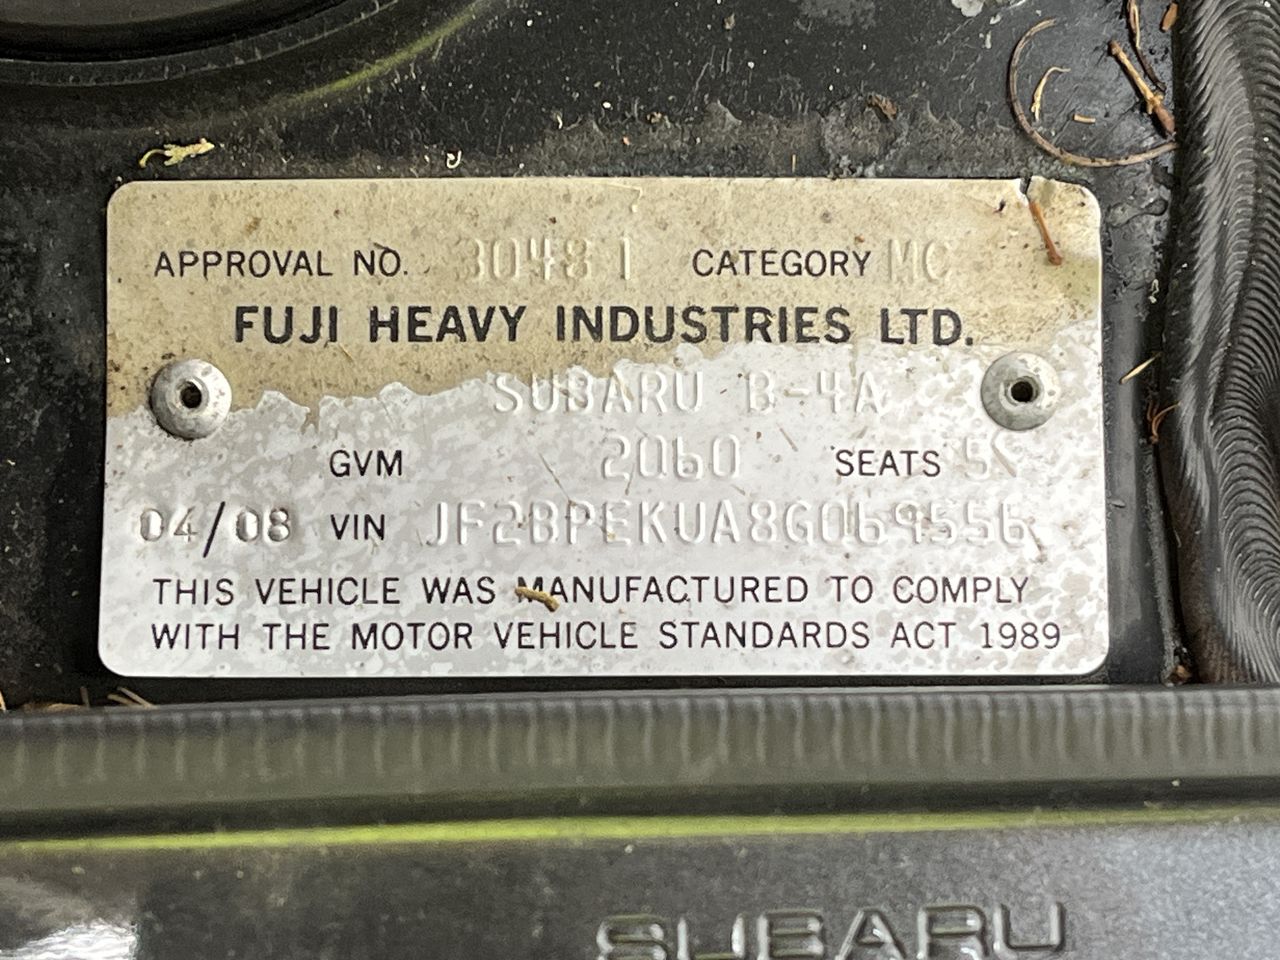 APPROVAL NO. 30481 CATEGORY MC
FUJI HEAVY INDUSTRIES LTD.
SUBARU B-4A
GVM 2060 SEATS 5
04/08 VIN JF2BPEKUA8G069556
THIS VEHICLE WAS MANUFACTURED TO COMPLY
WITH THE MOTOR VEHICLE STANDARDS ACT 1989
SUBARU